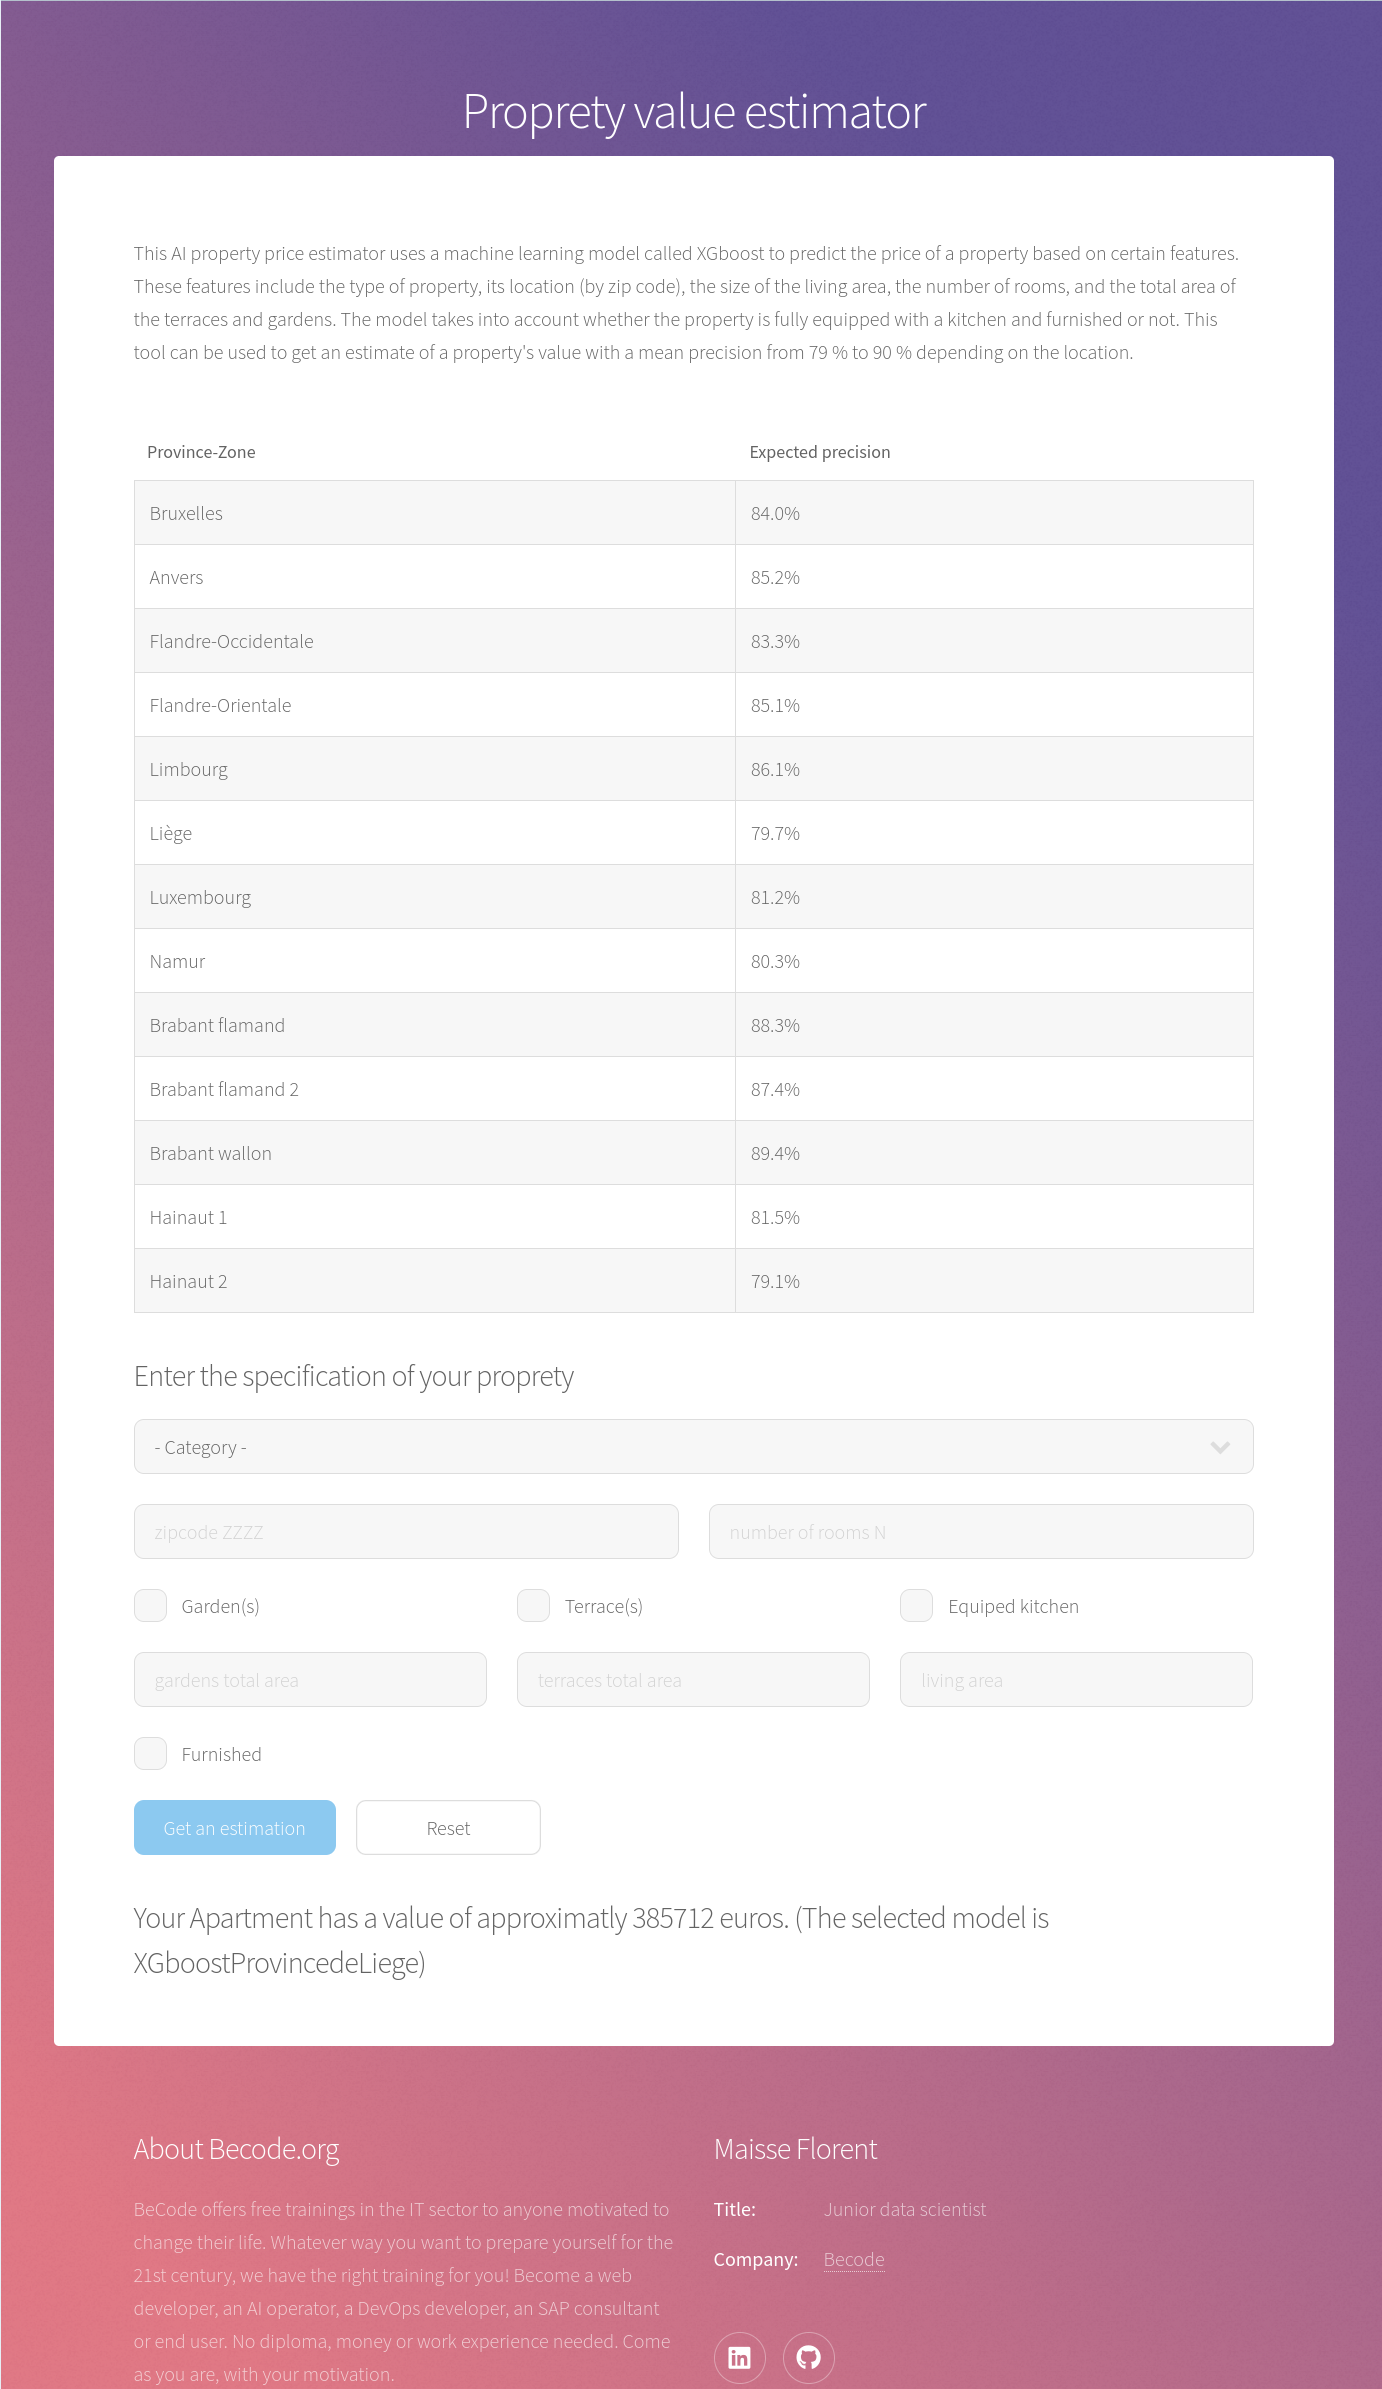 Proprety value estimator
This AI property price estimator uses a machine learning model called XGboost to predict the price of a property based on certain features.
These features include the type of property, its location (by zip code), the size of the living area, the number of rooms, and the total area of
the terraces and gardens. The model takes into account whether the property is fully equipped with a kitchen and furnished or not. This
tool can be used to get an estimate of a property's value with a mean precision from 79 % to 90 % depending on the location.
Province-Zone Expected precision
Bruxelles 84.0%
Anvers 85.2%
Flandre-Occidentale 83.3%
Flandre-Orientale 85.1%
Limbourg 86.1%
Liège 79.7%
Luxembourg 81.2%
Namur 80.3%
Brabant flamand 88.3%
Brabant flamand 2 87.4%
Brabant wallon 89.4%
Hainaut 1 81.5%
Hainaut 2 79.1%
Enter the specification of your proprety
- Category -
zipcode ZZZZ number of rooms N
Garden(s) Terrace(s) Equiped kitchen
gardens total area terraces total area living area
Furnished
Get an estimation Reset
Your Apartment has a value of approximatly 385712 euros. (The selected model is
XGboostProvincedeLiege)
About Becode.org
BeCode offers free trainings in the IT sector to anyone motivated to
change their life. Whatever way you want to prepare yourself for the
21st century, we have the right training for you! Become a web
developer, an AI operator, a DevOps developer, an SAP consultant
or end user. No diploma, money or work experience needed. Come
as you are, with your motivation.
Maisse Florent
Title: Junior data scientist
Company: Becode
in